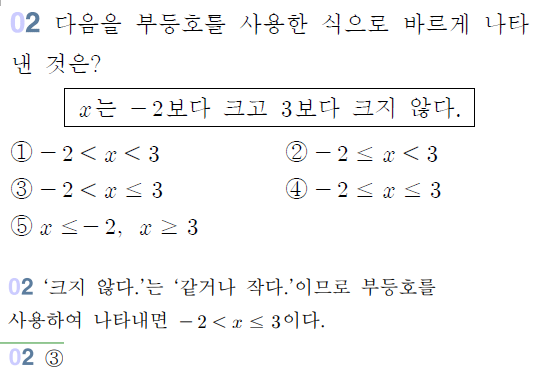 02 다음을 부등호를 사용한 식으로 바르게 나타
낸 것은?
x는 −2보다 크고 3보다 크지 않다.
① −2 < x < 3 ② −2 ≤ x < 3
③ −2 < x ≤ 3 ④ −2 ≤ x ≤ 3
⑤ x ≤ −2, x ≥ 3
02 ‘크지 않다.’는 ‘같거나 작다.’이므로 부등호를
사용하여 나타내면 −2 < x ≤ 3이다.
02 ③